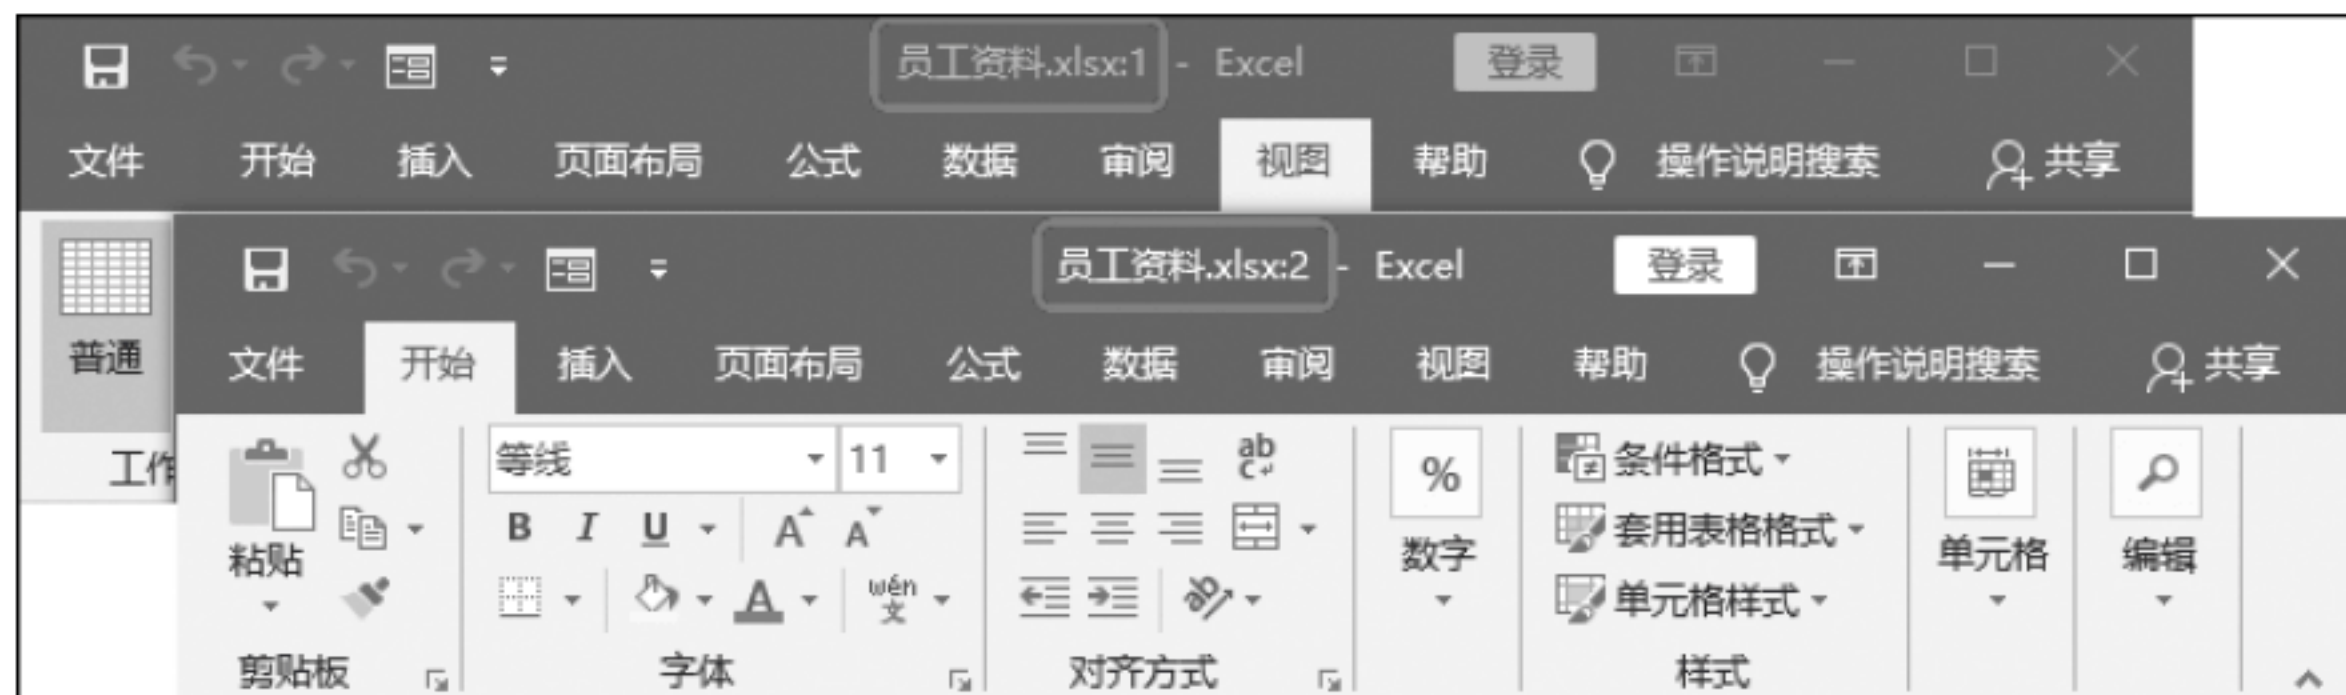 员工资料.xlsx:1 - Excel 登录
文件 开始 插入 页面布局 公式 数据 审阅 视图 帮助 操作说明搜索 共享
员工资料.xlsx:2 - Excel 登录
普通
文件 开始 插入 页面布局 公式 数据 审阅 视图 帮助 操作说明搜索 共享
工作
等线 11 ab c 条件格式
粘贴 B I U A A % 数字 套用表格格式 单元格 编辑
A wén 文 ab 单元格样式
剪贴板 字体 对齐方式 样式